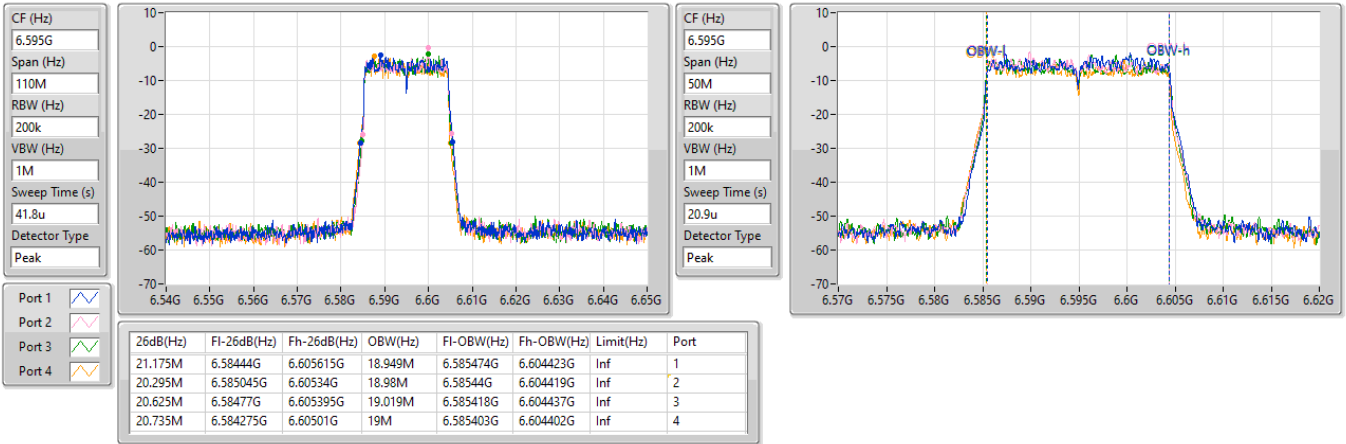 CF (Hz)
6.595G
Span (Hz)
110M
RBW (Hz)
200k
VBW (Hz)
1M
Sweep Time (s)
41.8u
Detector Type
Peak
10-
0-
-10-
-20-
-30-
-40-
-50-
-60-
-70-
6.54G 6.55G 6.56G 6.57G 6.58G 6.59G 6.6G 6.61G 6.62G 6.63G 6.64G 6.65G
CF (Hz)
6.595G
Span (Hz)
50M
RBW (Hz)
200k
VBW (Hz)
1M
Sweep Time (s)
20.9u
Detector Type
Peak
10-
0-
-10-
-20-
-30-
-40-
-50-
-60-
-70-
OBW-l OBW-h
6.57G 6.575G 6.58G 6.585G 6.59G 6.595G 6.6G 6.605G 6.61G 6.615G 6.62G
Port 1
Port 2
Port 3
Port 4
26dB(Hz) Fl-26dB(Hz) Fh-26dB(Hz) OBW(Hz) Fl-OBW(Hz) Fh-OBW(Hz) Limit(Hz) Port
21.175M 6.58444G 6.605615G 18.949M 6.585474G 6.604423G Inf 1
20.295M 6.585045G 6.60534G 18.98M 6.58544G 6.604419G Inf 2
20.625M 6.58477G 6.605395G 19.019M 6.585418G 6.604437G Inf 3
20.735M 6.584275G 6.60501G 19M 6.585403G 6.604402G Inf 4